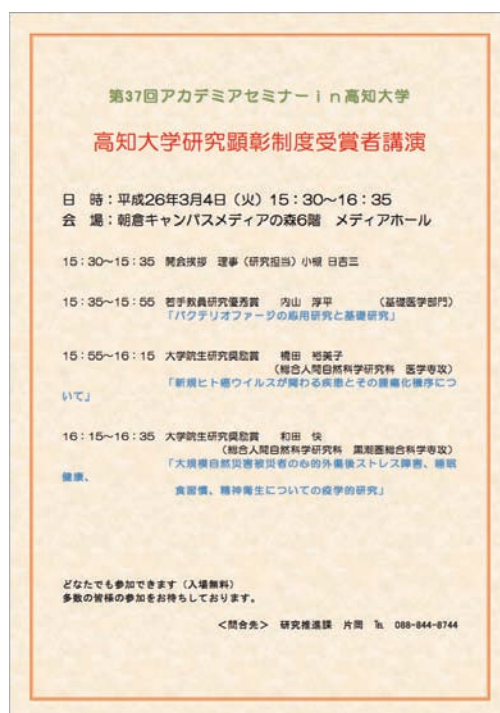 第37回アカデミアセミナーin高知大学
高知大学研究顕彰制度受賞者講演
日　時：平成26年3月4日（火）15：30～16：35
会　場：朝倉キャンパスメディアの森6階　メディアホール
15：30～15：35　開会挨拶　理事（研究担当）小槻 日吉三
15：35～15：55　若手教員研究優秀賞　内山 淳平　（基礎医学部門）
「バクテリオファージの応用研究と基礎研究」
15：55～16：15　大学院生研究奨励賞　橋田 裕美子
（総合人間自然科学研究科　医学専攻）
「新規ヒト癌ウイルスが関わる疾患とその腫瘍化機序につ
いて」
16：15～16：35　大学院生研究奨励賞　和田 快
（総合人間自然科学研究科　黒潮圏総合科学専攻）
「大規模自然災害被災者の心的外傷後ストレス障害、睡眠
健康、
食習慣、精神衛生についての疫学的研究」
どなたでも参加できます（入場無料）
多数の皆様の参加をお待ちしております。
＜問合先＞　研究推進課　片岡　℡　088-844-8744